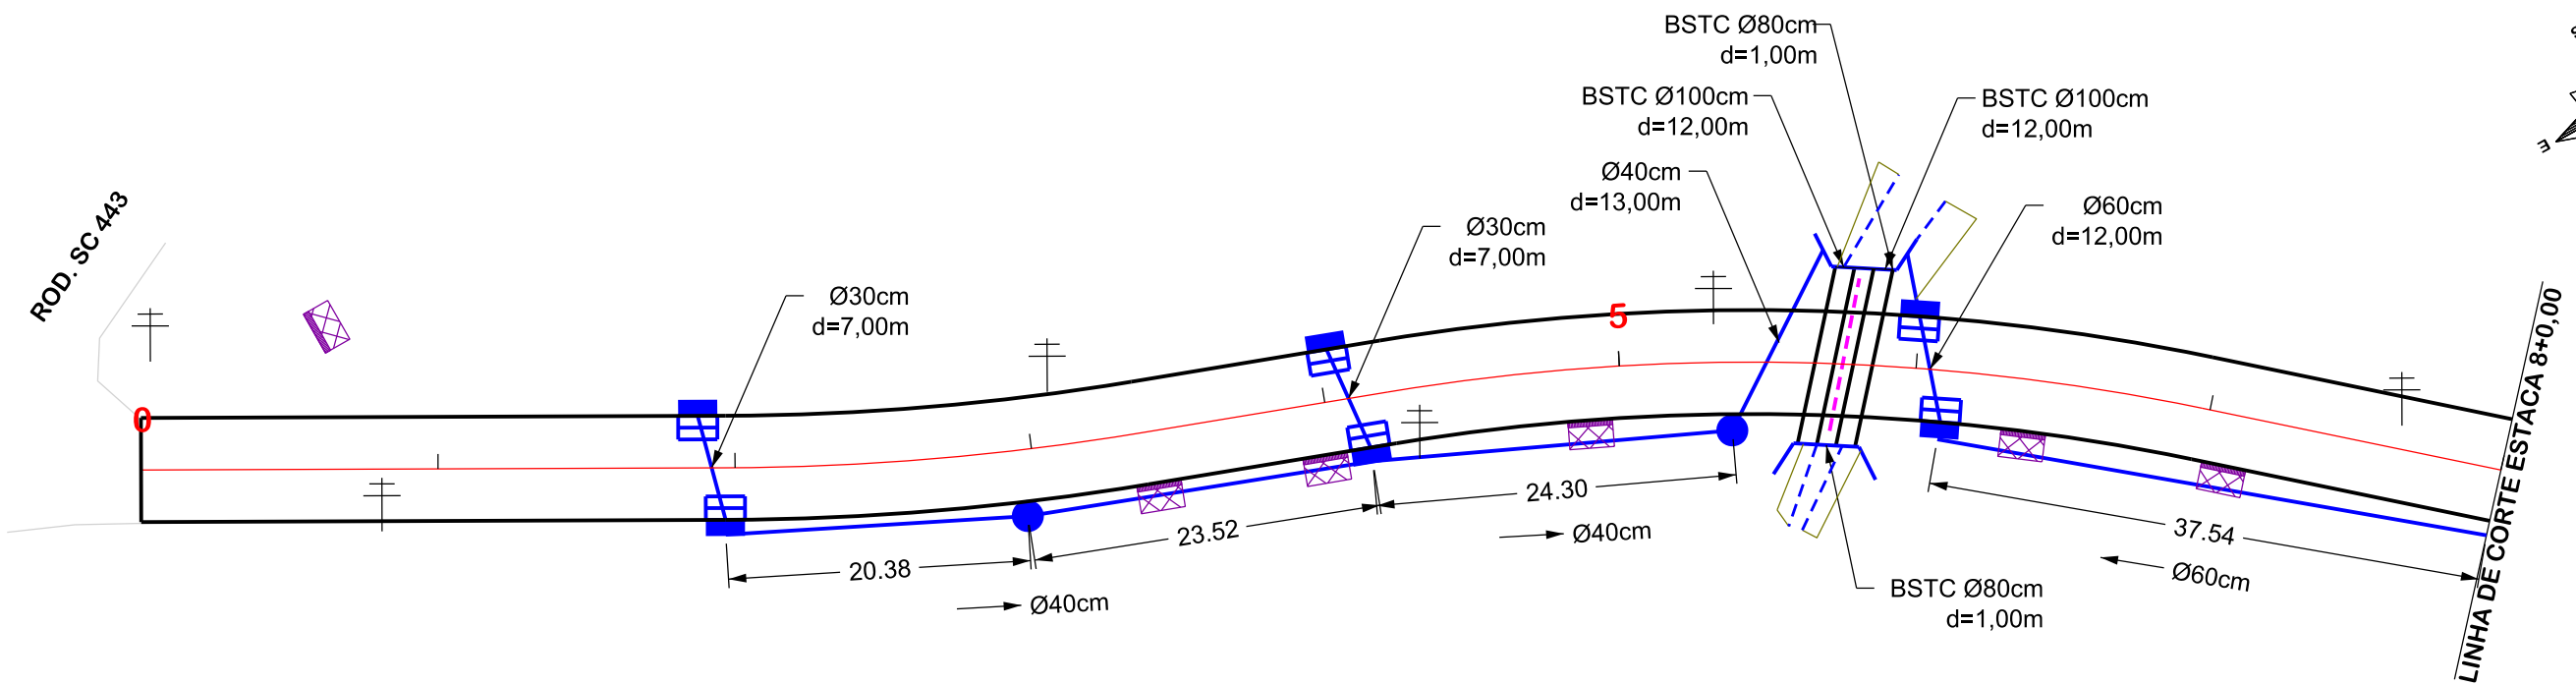 BSTC Ø80cm
d=1,00m
BSTC Ø100cm
d=12,00m
BSTC Ø100cm
d=12,00m
Ø40cm
d=13,00m
Ø60cm
d=12,00m
Ø30cm
d=7,00m
Ø30cm
d=7,00m
ROD. SC 443
E
0
5
24.30
23.52
20.38
37.54
Ø40cm
Ø40cm
Ø60cm
BSTC Ø80cm
d=1,00m
LINHA DE CORTE ESTACA 8+0,00